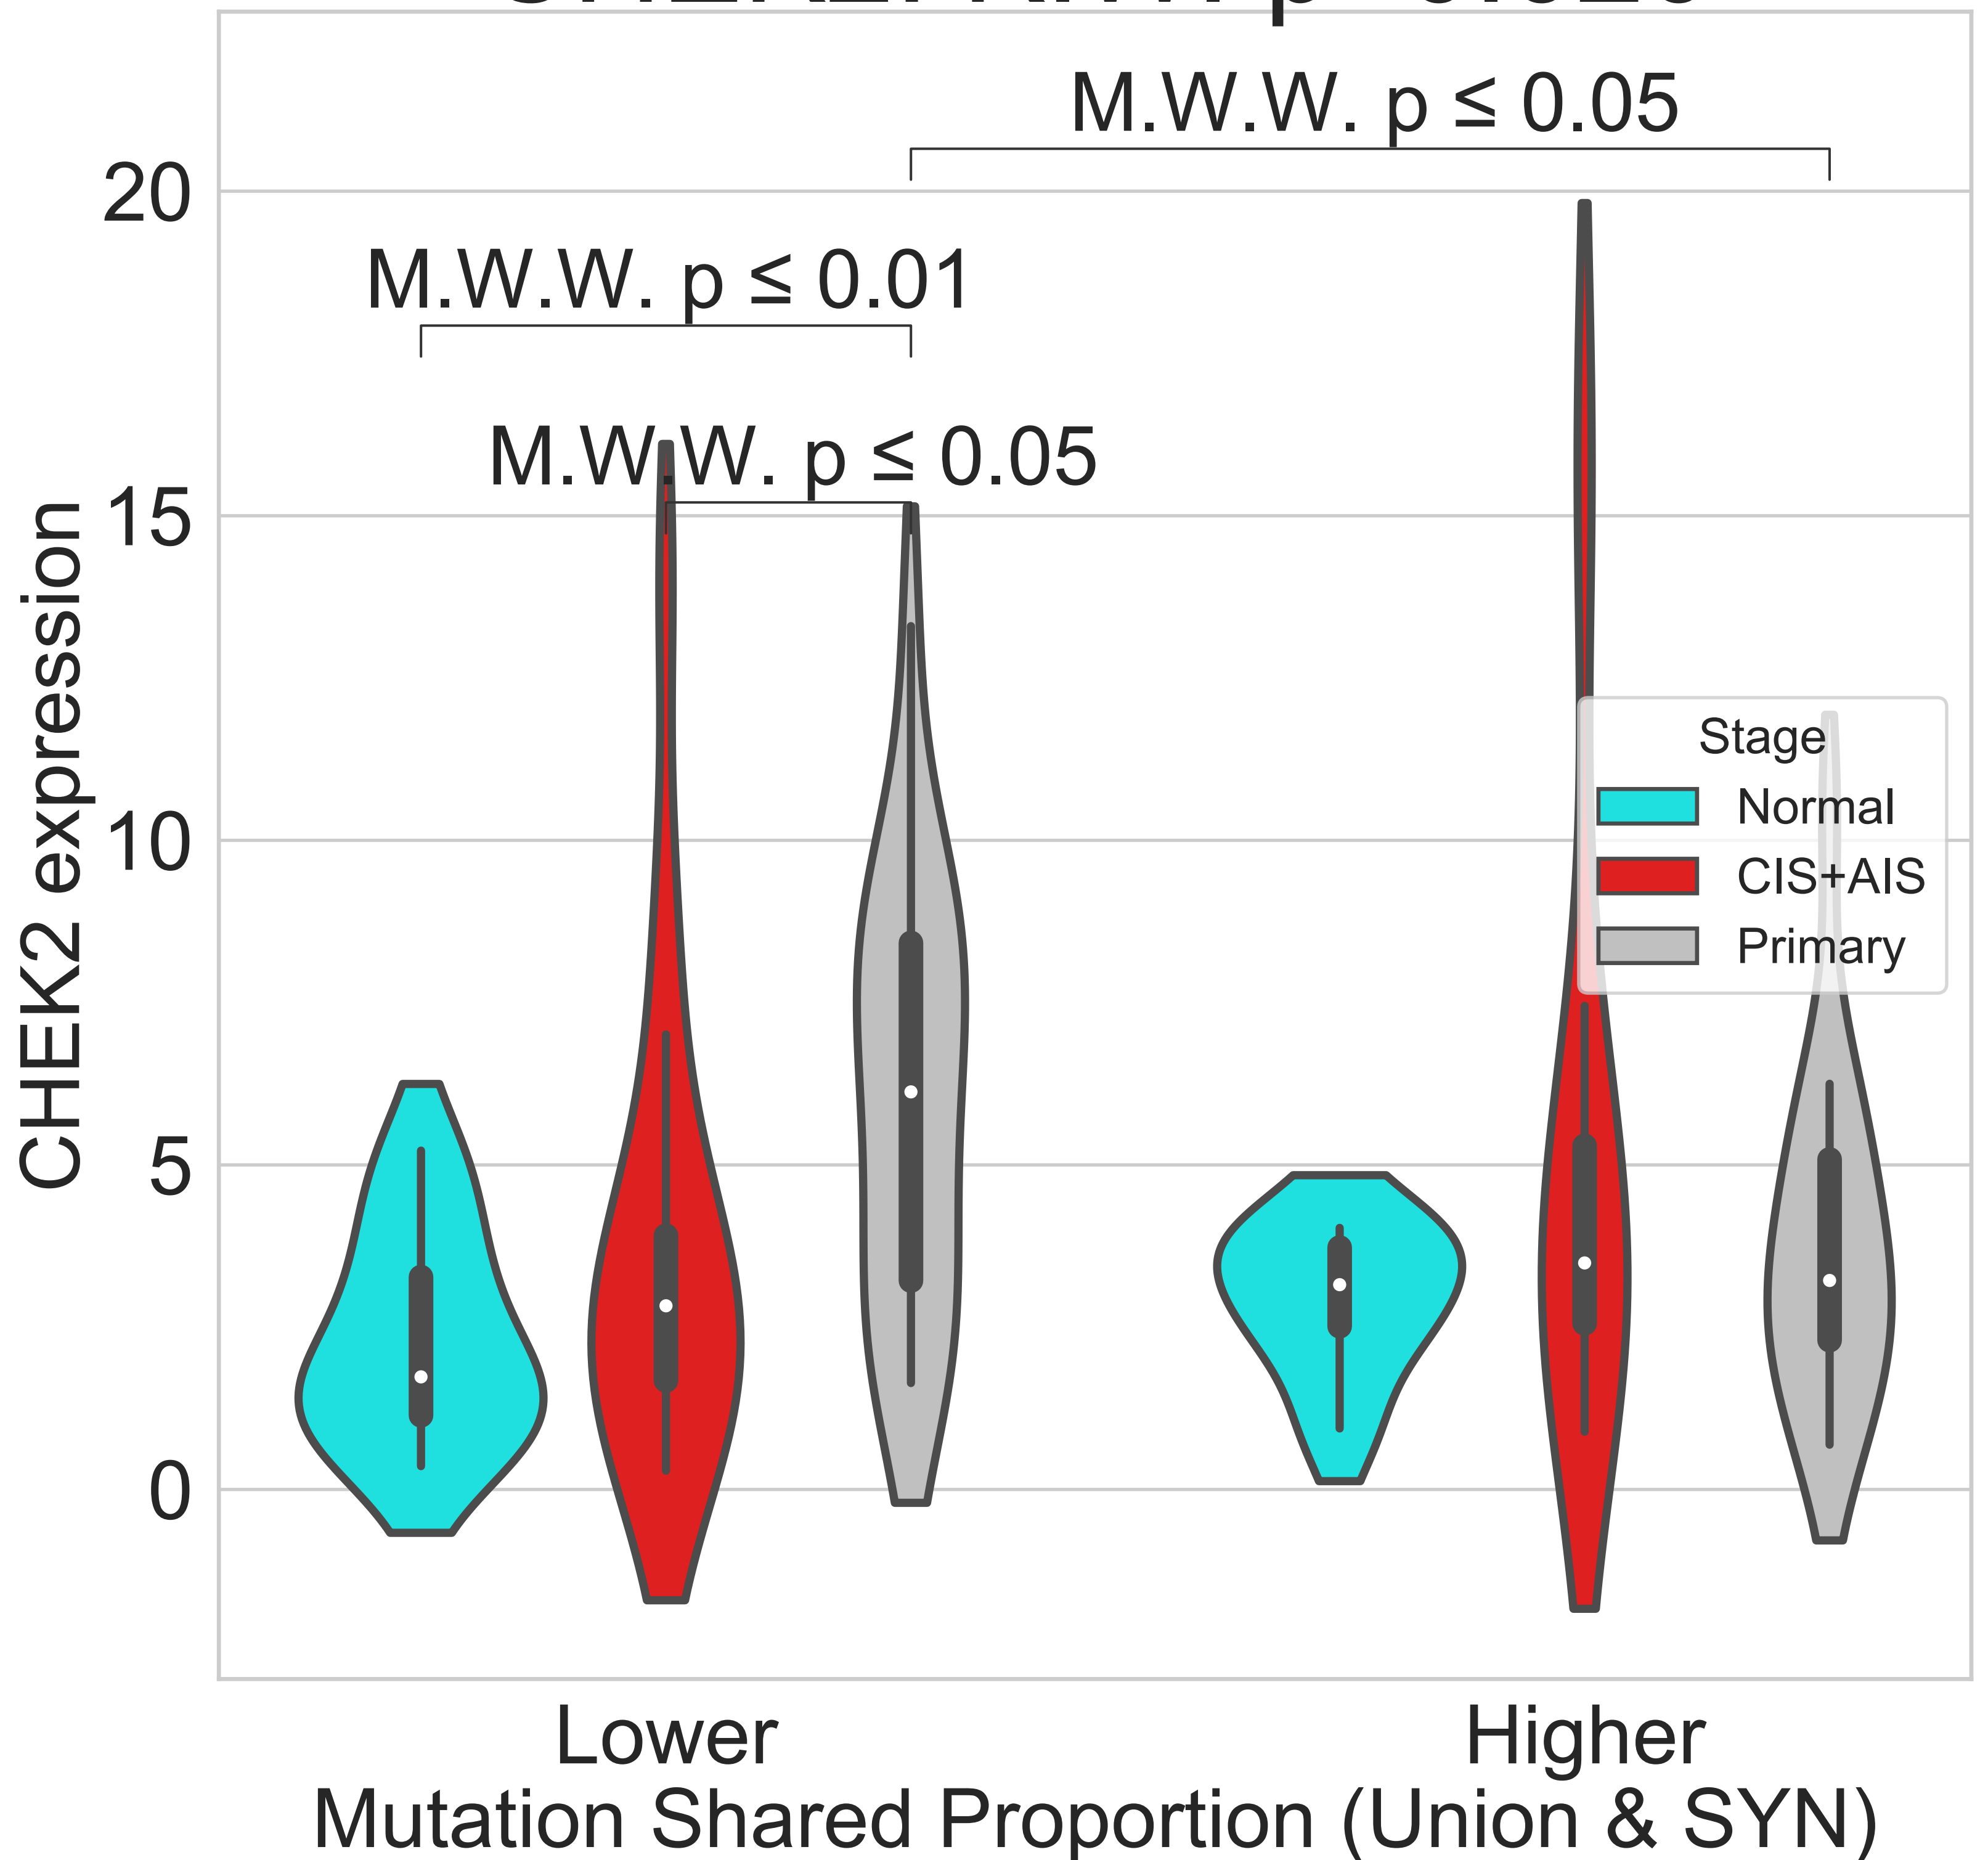 M.W.W. p ≤ 0.05
20
M.W.W. p ≤ 0.01
M.W.W. p ≤ 0.05
15
10
5
0
CHEK2 expression
Stage
Normal
CIS+AIS
Primary
Lower
Higher
Mutation Shared Proportion (Union & SYN)